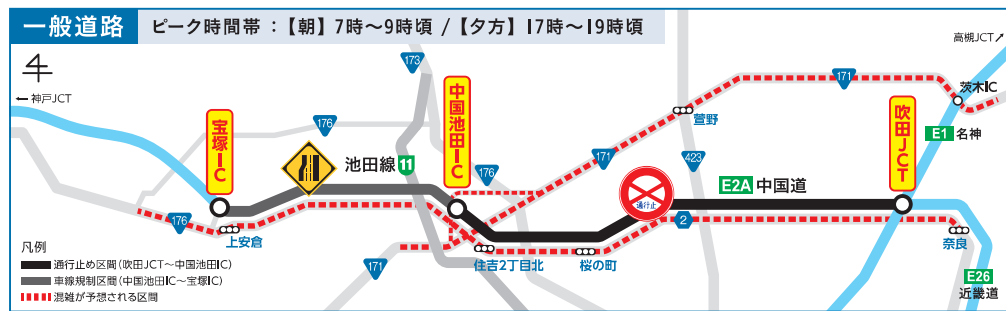 一般道路
ピーク時間帯：【朝】7時～9時頃 /【夕方】17時～19時頃
高槻JCT↗
←神戸JCT
173
171
茨木IC
中国池田IC
宝塚IC
176
池田線 11
萱野
171
吹田JCT
E1 名神
176
423
通行止
E2A 中国道
176
上安倉
2
住吉2丁目北
桜の町
奈良
171
E26
近畿道
凡例
通行止め区間(吹田JCT～中国池田IC)
車線規制区間(中国池田IC～宝塚IC)
混雑が予想される区間